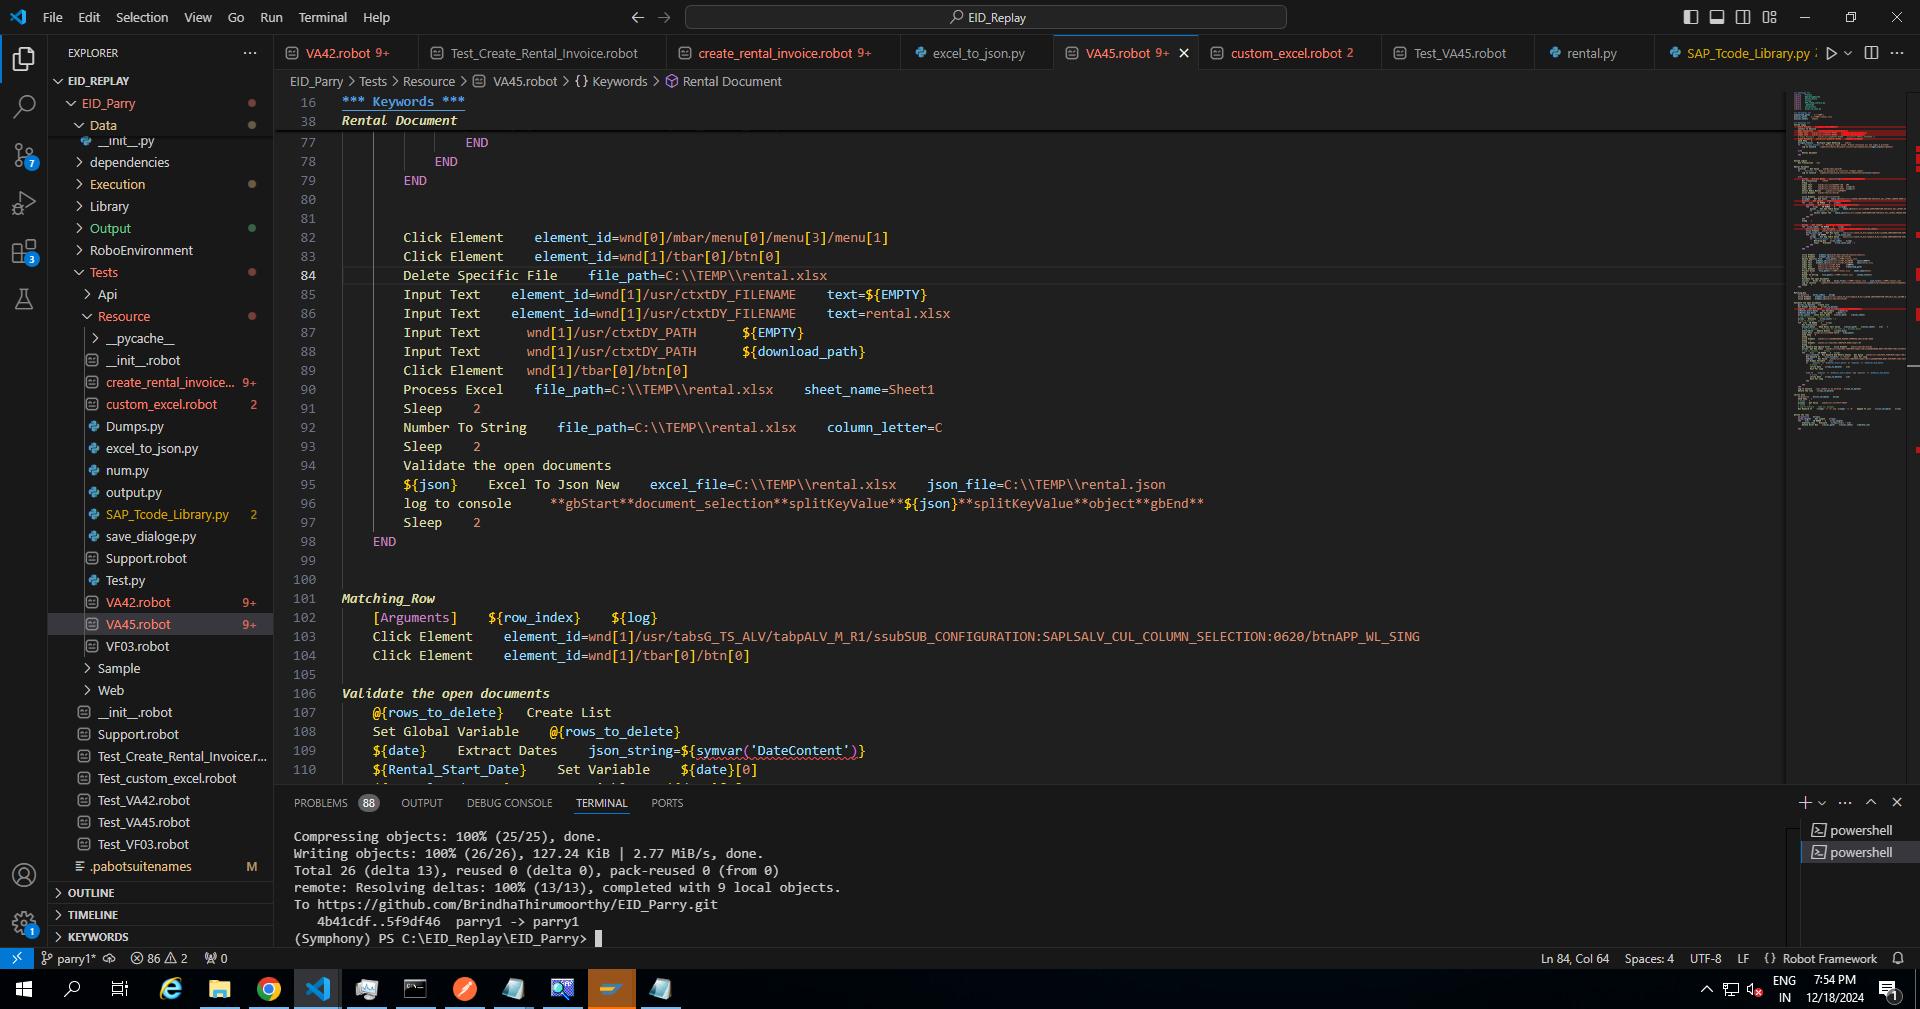 File Edit Selection View Go Run Terminal Help
EID_Replay
EXPLORER
VA42.robot 9+
Test_Create_Rental_Invoice.robot
create_rental_invoice.robot 9+
excel_to_json.py
VA45.robot 9+
custom_excel.robot 2
Test_VA45.robot
rental.py
SAP_Tcode_Library.py 2
EID_Parry > Tests > Resource > VA45.robot > {} Keywords > Rental Document
EID_REPLAY
EID_Parry
Data
__init__.py
dependencies
Execution
Library
Output
RoboEnvironment
Tests
Api
Resource
__pycache__
__init__.robot
create_rental_invoice... 9+
custom_excel.robot 2
Dumps.py
excel_to_json.py
num.py
output.py
SAP_Tcode_Library.py 2
save_dialoge.py
Support.robot
Test.py
VA42.robot 9+
VA45.robot 9+
VF03.robot
Sample
Web
__init__.robot
Support.robot
Test_Create_Rental_Invoice.r...
Test_custom_excel.robot
Test_VA42.robot
Test_VA45.robot
Test_VF03.robot
.pabotsuitenames M
OUTLINE
TIMELINE
KEYWORDS
7
3
1
16 *** Keywords ***
38 Rental Document
77 END
78 END
79 END
80
81
82 Click Element    element_id=wnd[0]/mbar/menu[0]/menu[3]/menu[1]
83 Click Element    element_id=wnd[1]/tbar[0]/btn[0]
84 Delete Specific File    file_path=C:\\TEMP\\rental.xlsx
85 Input Text    element_id=wnd[1]/usr/ctxtDY_FILENAME    text=${EMPTY}
86 Input Text    element_id=wnd[1]/usr/ctxtDY_FILENAME    text=rental.xlsx
87 Input Text      wnd[1]/usr/ctxtDY_PATH      ${EMPTY}
88 Input Text      wnd[1]/usr/ctxtDY_PATH      ${download_path}
89 Click Element   wnd[1]/tbar[0]/btn[0]
90 Process Excel    file_path=C:\\TEMP\\rental.xlsx    sheet_name=Sheet1
91 Sleep    2
92 Number To String    file_path=C:\\TEMP\\rental.xlsx    column_letter=C
93 Sleep    2
94 Validate the open documents
95 ${json}    Excel To Json New    excel_file=C:\\TEMP\\rental.xlsx    json_file=C:\\TEMP\\rental.json
96 log to console     **gbStart**document_selection**splitKeyValue**${json}**splitKeyValue**object**gbEnd**
97 Sleep    2
98 END
99
100
101 Matching_Row
102 [Arguments]    ${row_index}    ${log}
103 Click Element    element_id=wnd[1]/usr/tabsG_TS_ALV/tabpALV_M_R1/ssubSUB_CONFIGURATION:SAPLSALV_CUL_COLUMN_SELECTION:0620/btnAPP_WL_SING
104 Click Element    element_id=wnd[1]/tbar[0]/btn[0]
105
106 Validate the open documents
107 @{rows_to_delete}   Create List
108 Set Global Variable    @{rows_to_delete}
109 ${date}    Extract Dates    json_string=${symvar('DateContent')}
110 ${Rental_Start_Date}    Set Variable    ${date}[0]
PROBLEMS 88 OUTPUT DEBUG CONSOLE TERMINAL PORTS
Compressing objects: 100% (25/25), done.
Writing objects: 100% (26/26), 127.24 KiB | 2.77 MiB/s, done.
Total 26 (delta 13), reused 0 (delta 0), pack-reused 0 (from 0)
remote: Resolving deltas: 100% (13/13), completed with 9 local objects.
To https://github.com/BrindhaThirumoorthy/EID_Parry.git
4b41cdf..5f9df46  parry1 -> parry1
(Symphony) PS C:\EID_Replay\EID_Parry>
powershell
powershell
parry1* 86 2 0
Ln 84, Col 64 Spaces: 4 UTF-8 LF {} Robot Framework
ENG
IN
7:54 PM
12/18/2024
1